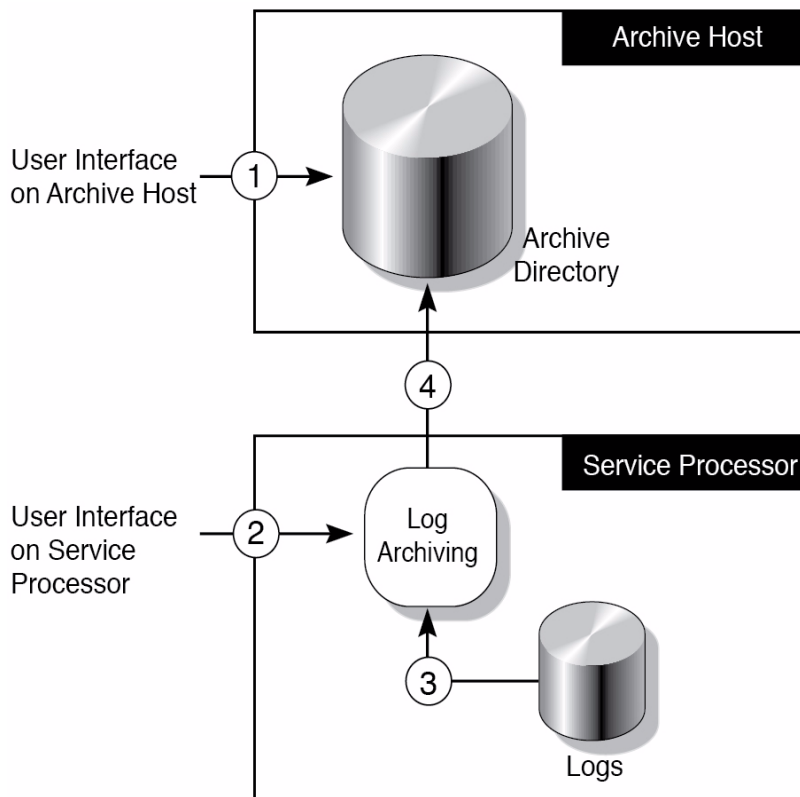 Archive Host
User Interface
on Archive Host
1
Archive
Directory
4
Service Processor
User Interface
on Service
Processor
2
Log
Archiving
3
Logs